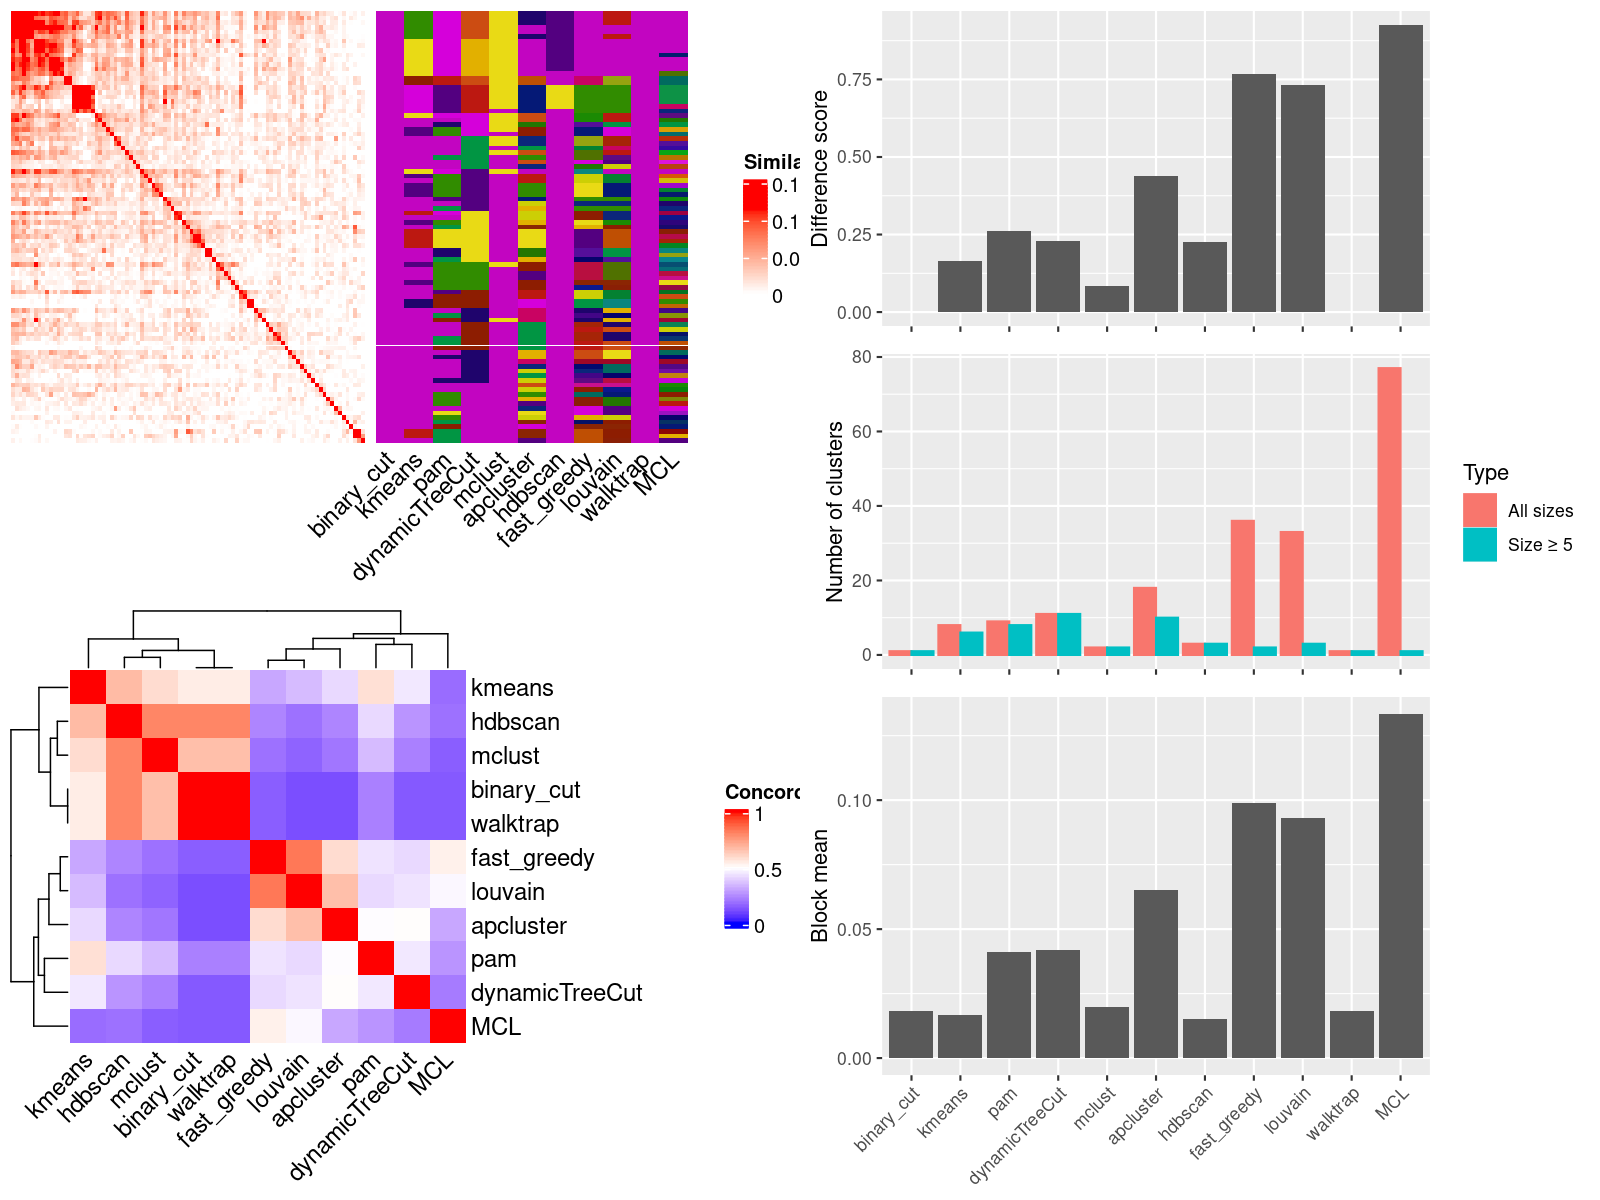 Simila
0.1
0.1
0.0
0
binary_cut
kmeans
pam
dynamicTreeCut
mclust
apcluster
hdbscan
fast_greedy
louvain
walktrap
MCL
kmeans
hdbscan
mclust
binary_cut
walktrap
fast_greedy
louvain
apcluster
pam
dynamicTreeCut
MCL
kmeans
hdbscan
mclust
binary_cut
walktrap
fast_greedy
louvain
apcluster
pam
dynamicTreeCut
MCL
Concord
1
0.5
0
Difference score
0.75
0.50
0.25
0.00
Number of clusters
80
60
40
20
0
Type
All sizes
Size ≥ 5
Block mean
0.10
0.05
0.00
binary_cut
kmeans
pam
dynamicTreeCut
mclust
apcluster
hdbscan
fast_greedy
louvain
walktrap
MCL